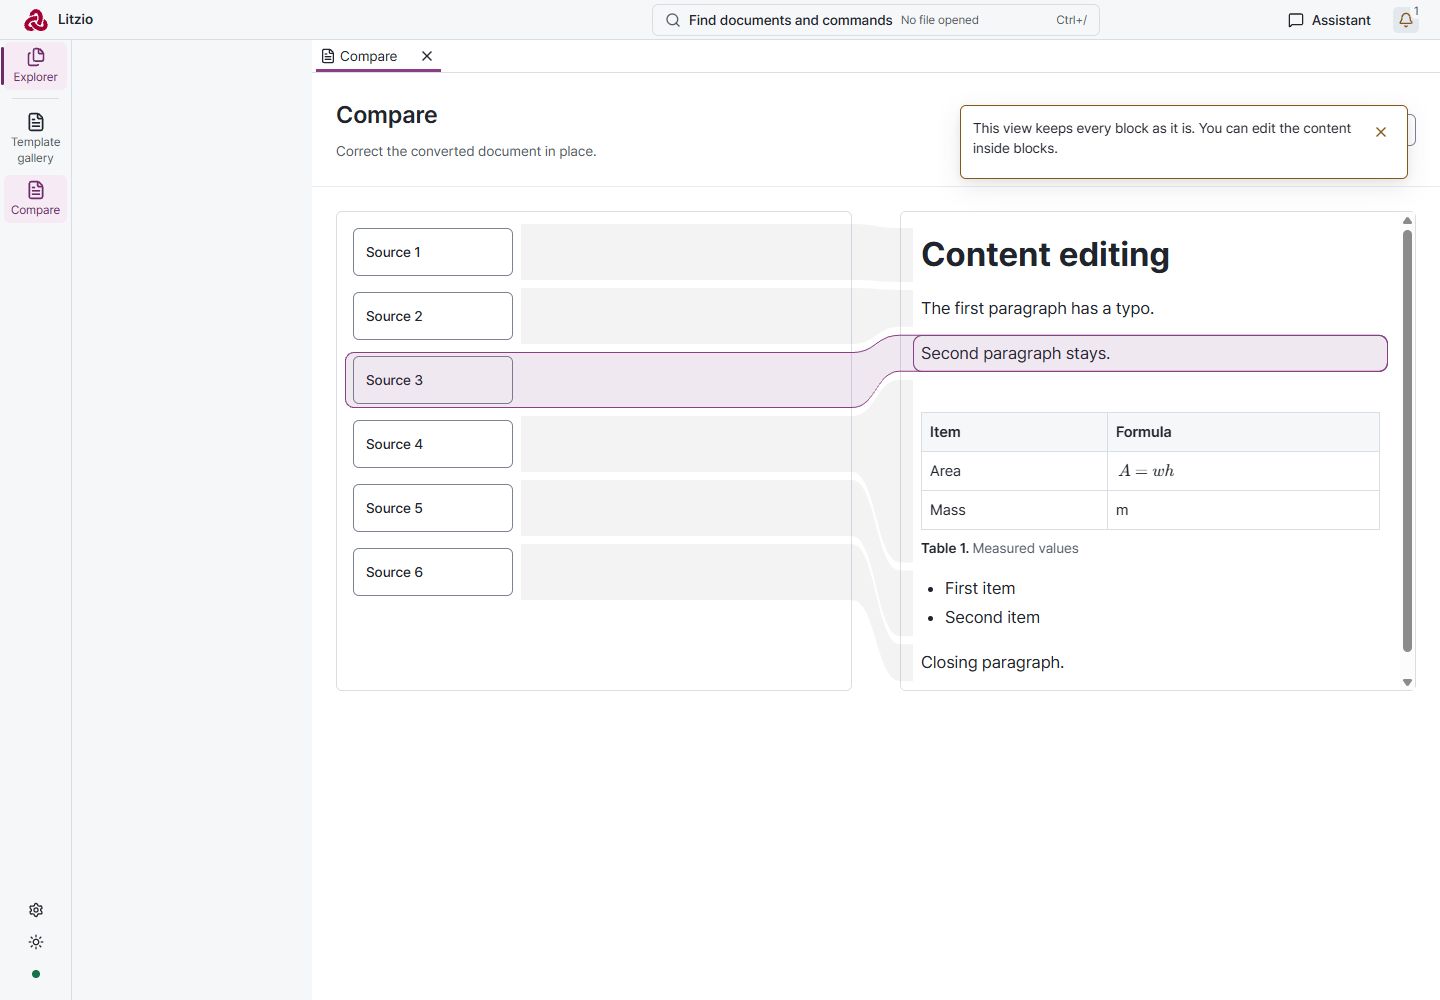 Litzio
Find documents and commands No file opened Ctrl+/
Assistant
1
Explorer
Template
gallery
Compare
Compare
Compare
Correct the converted document in place.
This view keeps every block as it is. You can edit the content
inside blocks.
Source 1
Source 2
Source 3
Source 4
Source 5
Source 6
Content editing
The first paragraph has a typo.
Second paragraph stays.
Item Formula
Area A = wh
Mass m
Table 1. Measured values
• First item
• Second item
Closing paragraph.